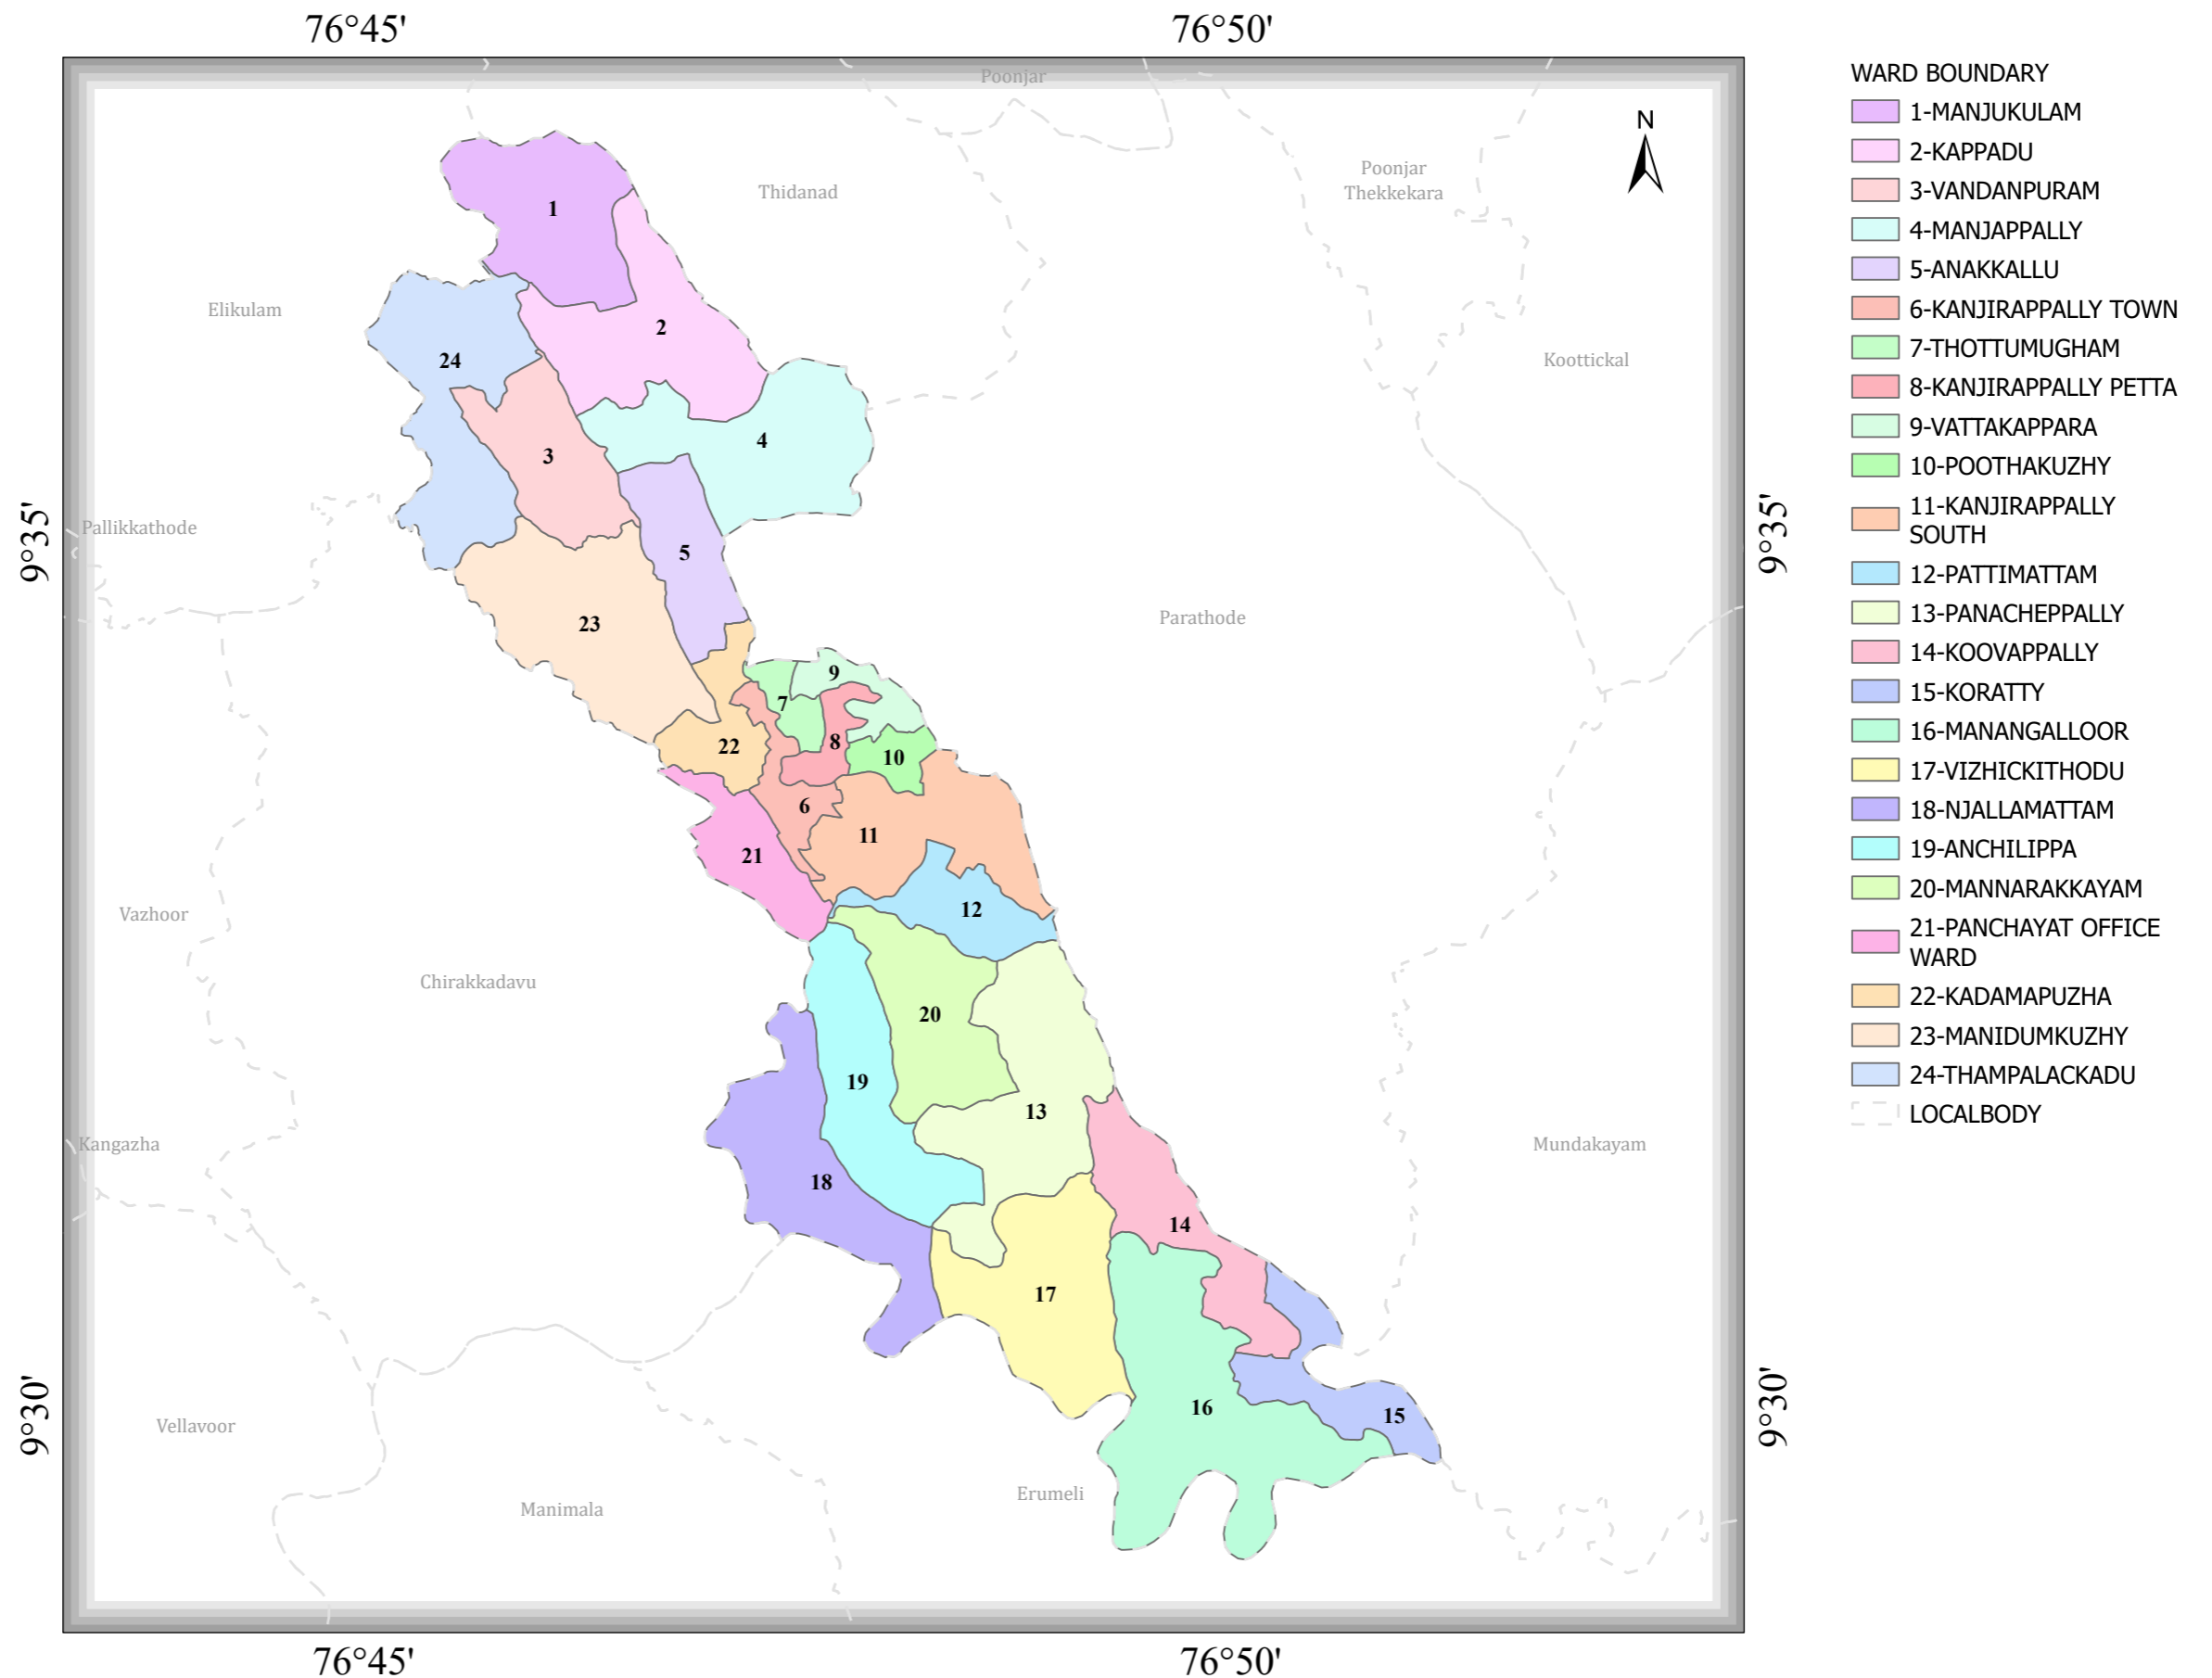 76°45'
76°50'
Poonjar
N
Thidanad
Poonjar
Thekkekara
1
Elikulam
2
24
Koottickal
4
3
9°35'
9°35'
Pallikkathode
5
Parathode
23
9
7
8
22
10
6
11
21
12
Vazhoor
Chirakkadavu
20
19
13
Kangazha
Mundakayam
18
14
17
16
15
9°30'
9°30'
Vellavoor
Erumeli
Manimala
76°45'
76°50'
WARD BOUNDARY
1-MANJUKULAM
2-KAPPADU
3-VANDANPURAM
4-MANJAPPALLY
5-ANAKKALLU
6-KANJIRAPPALLY TOWN
7-THOTTUMUGHAM
8-KANJIRAPPALLY PETTA
9-VATTAKAPPARA
10-POOTHAKUZHY
11-KANJIRAPPALLY
SOUTH
12-PATTIMATTAM
13-PANACHEPPALLY
14-KOOVAPPALLY
15-KORATTY
16-MANANGALLOOR
17-VIZHICKITHODU
18-NJALLAMATTAM
19-ANCHILIPPA
20-MANNARAKKAYAM
21-PANCHAYAT OFFICE
WARD
22-KADAMAPUZHA
23-MANIDUMKUZHY
24-THAMPALACKADU
LOCALBODY